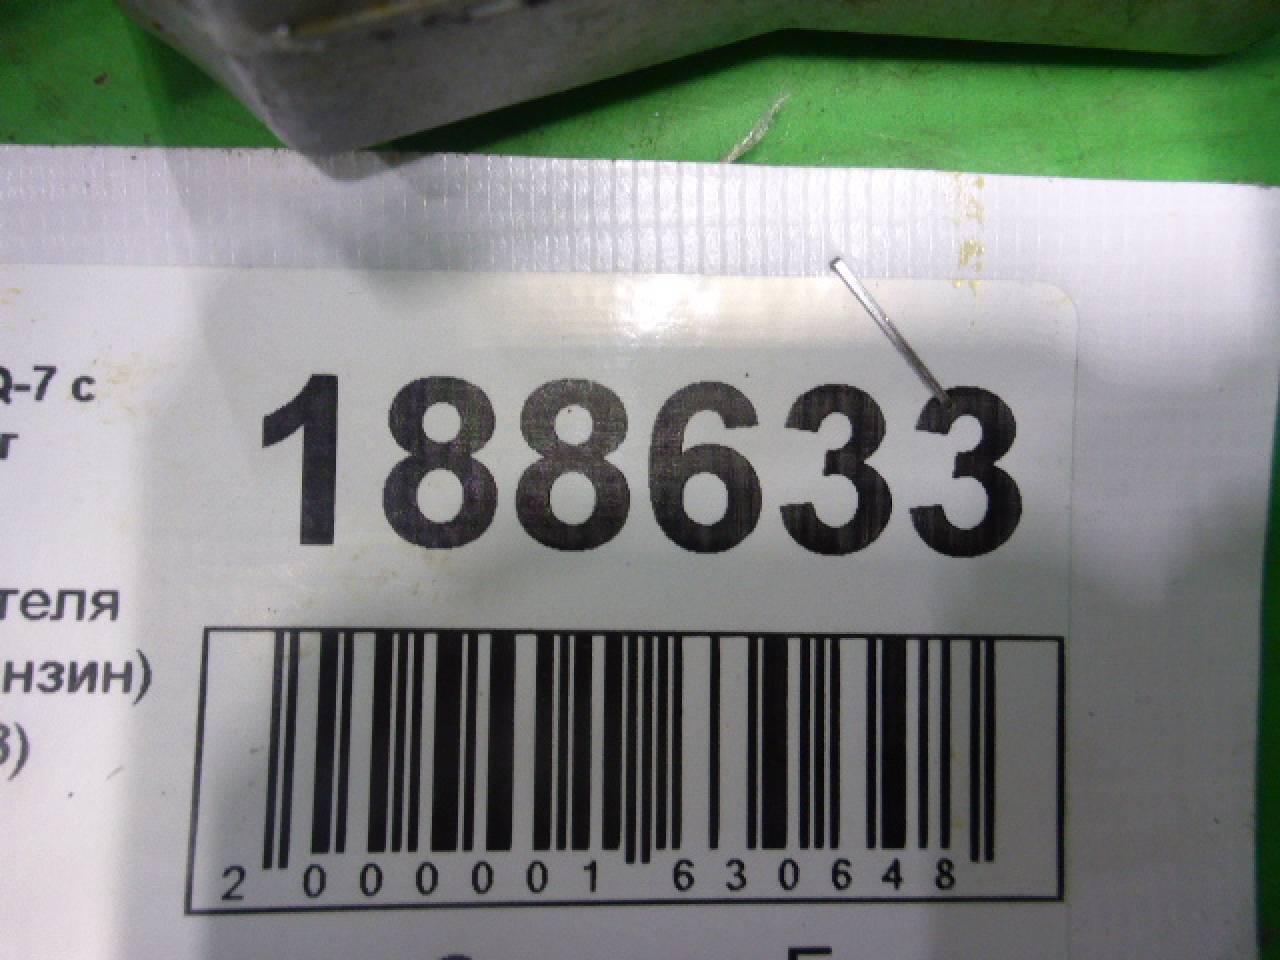 Q-7 с
188633
г
теля
нзин)
3)
2 000001 630648